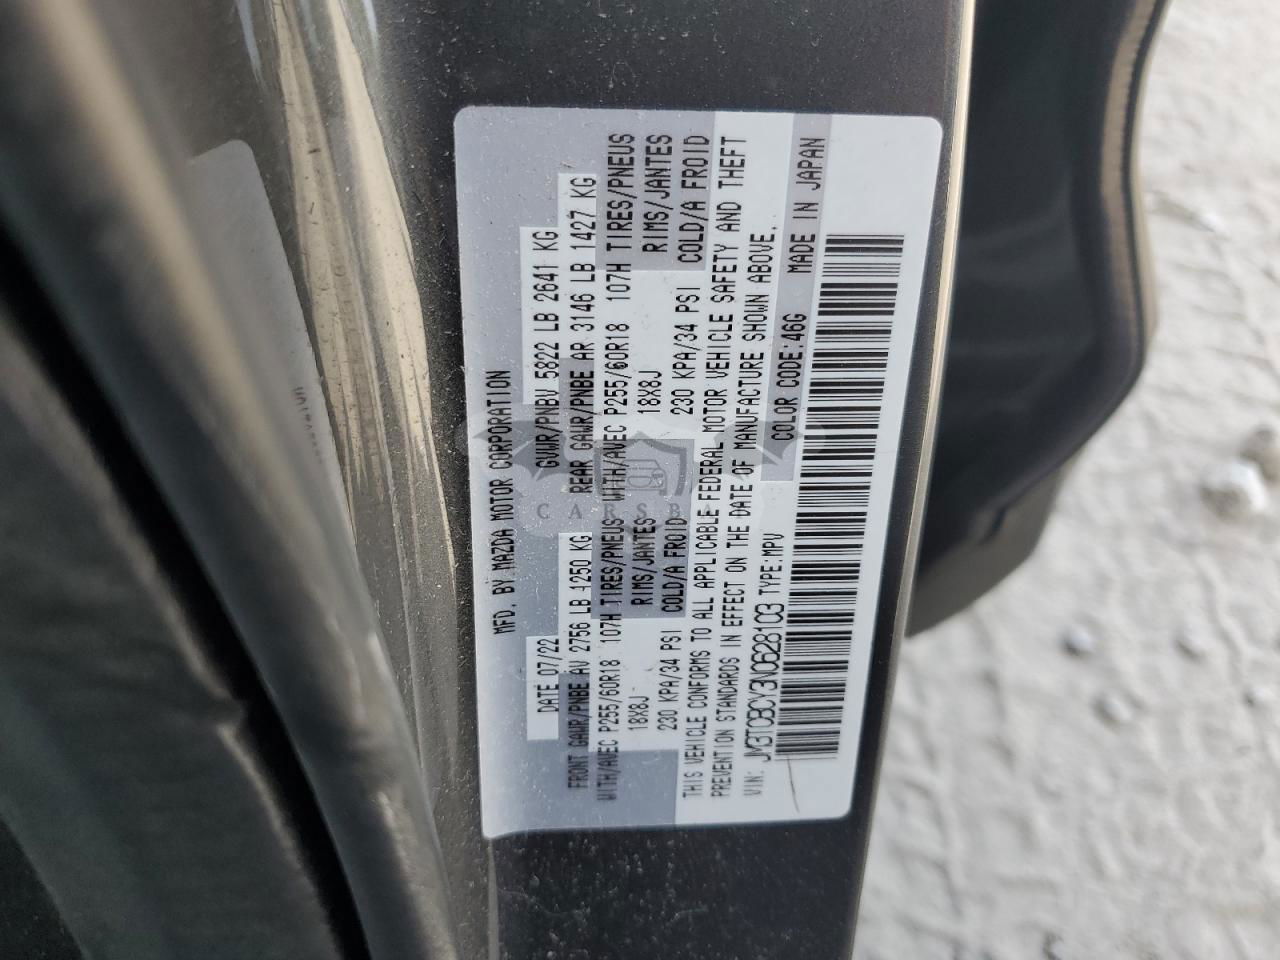 MFD. BY MAZDA MOTOR CORPORATION
DATE 07/22 GVWR/PNBV 5822 LB 2641 KG
FRONT GAWR/PNBE AV 2756 LB 1250 KG REAR GAWR/PNBE AR 3146 LB 1427 KG
WITH/AVEC P255/60R18 107H TIRES/PNEUS WITH/AVEC P255/60R18 107H TIRES/PNEUS
18X8J RIMS/JANTES 18X8J RIMS/JANTES
230 KPA/34 PSI COLD/A FROID 230 KPA/34 PSI COLD/A FROID
THIS VEHICLE CONFORMS TO ALL APPLICABLE FEDERAL MOTOR VEHICLE SAFETY AND THEFT
PREVENTION STANDARDS IN EFFECT ON THE DATE OF MANUFACTURE SHOWN ABOVE.
VIN: JM3TCBCY3N0628103 TYPE:MPV COLOR CODE:46G MADE IN JAPAN